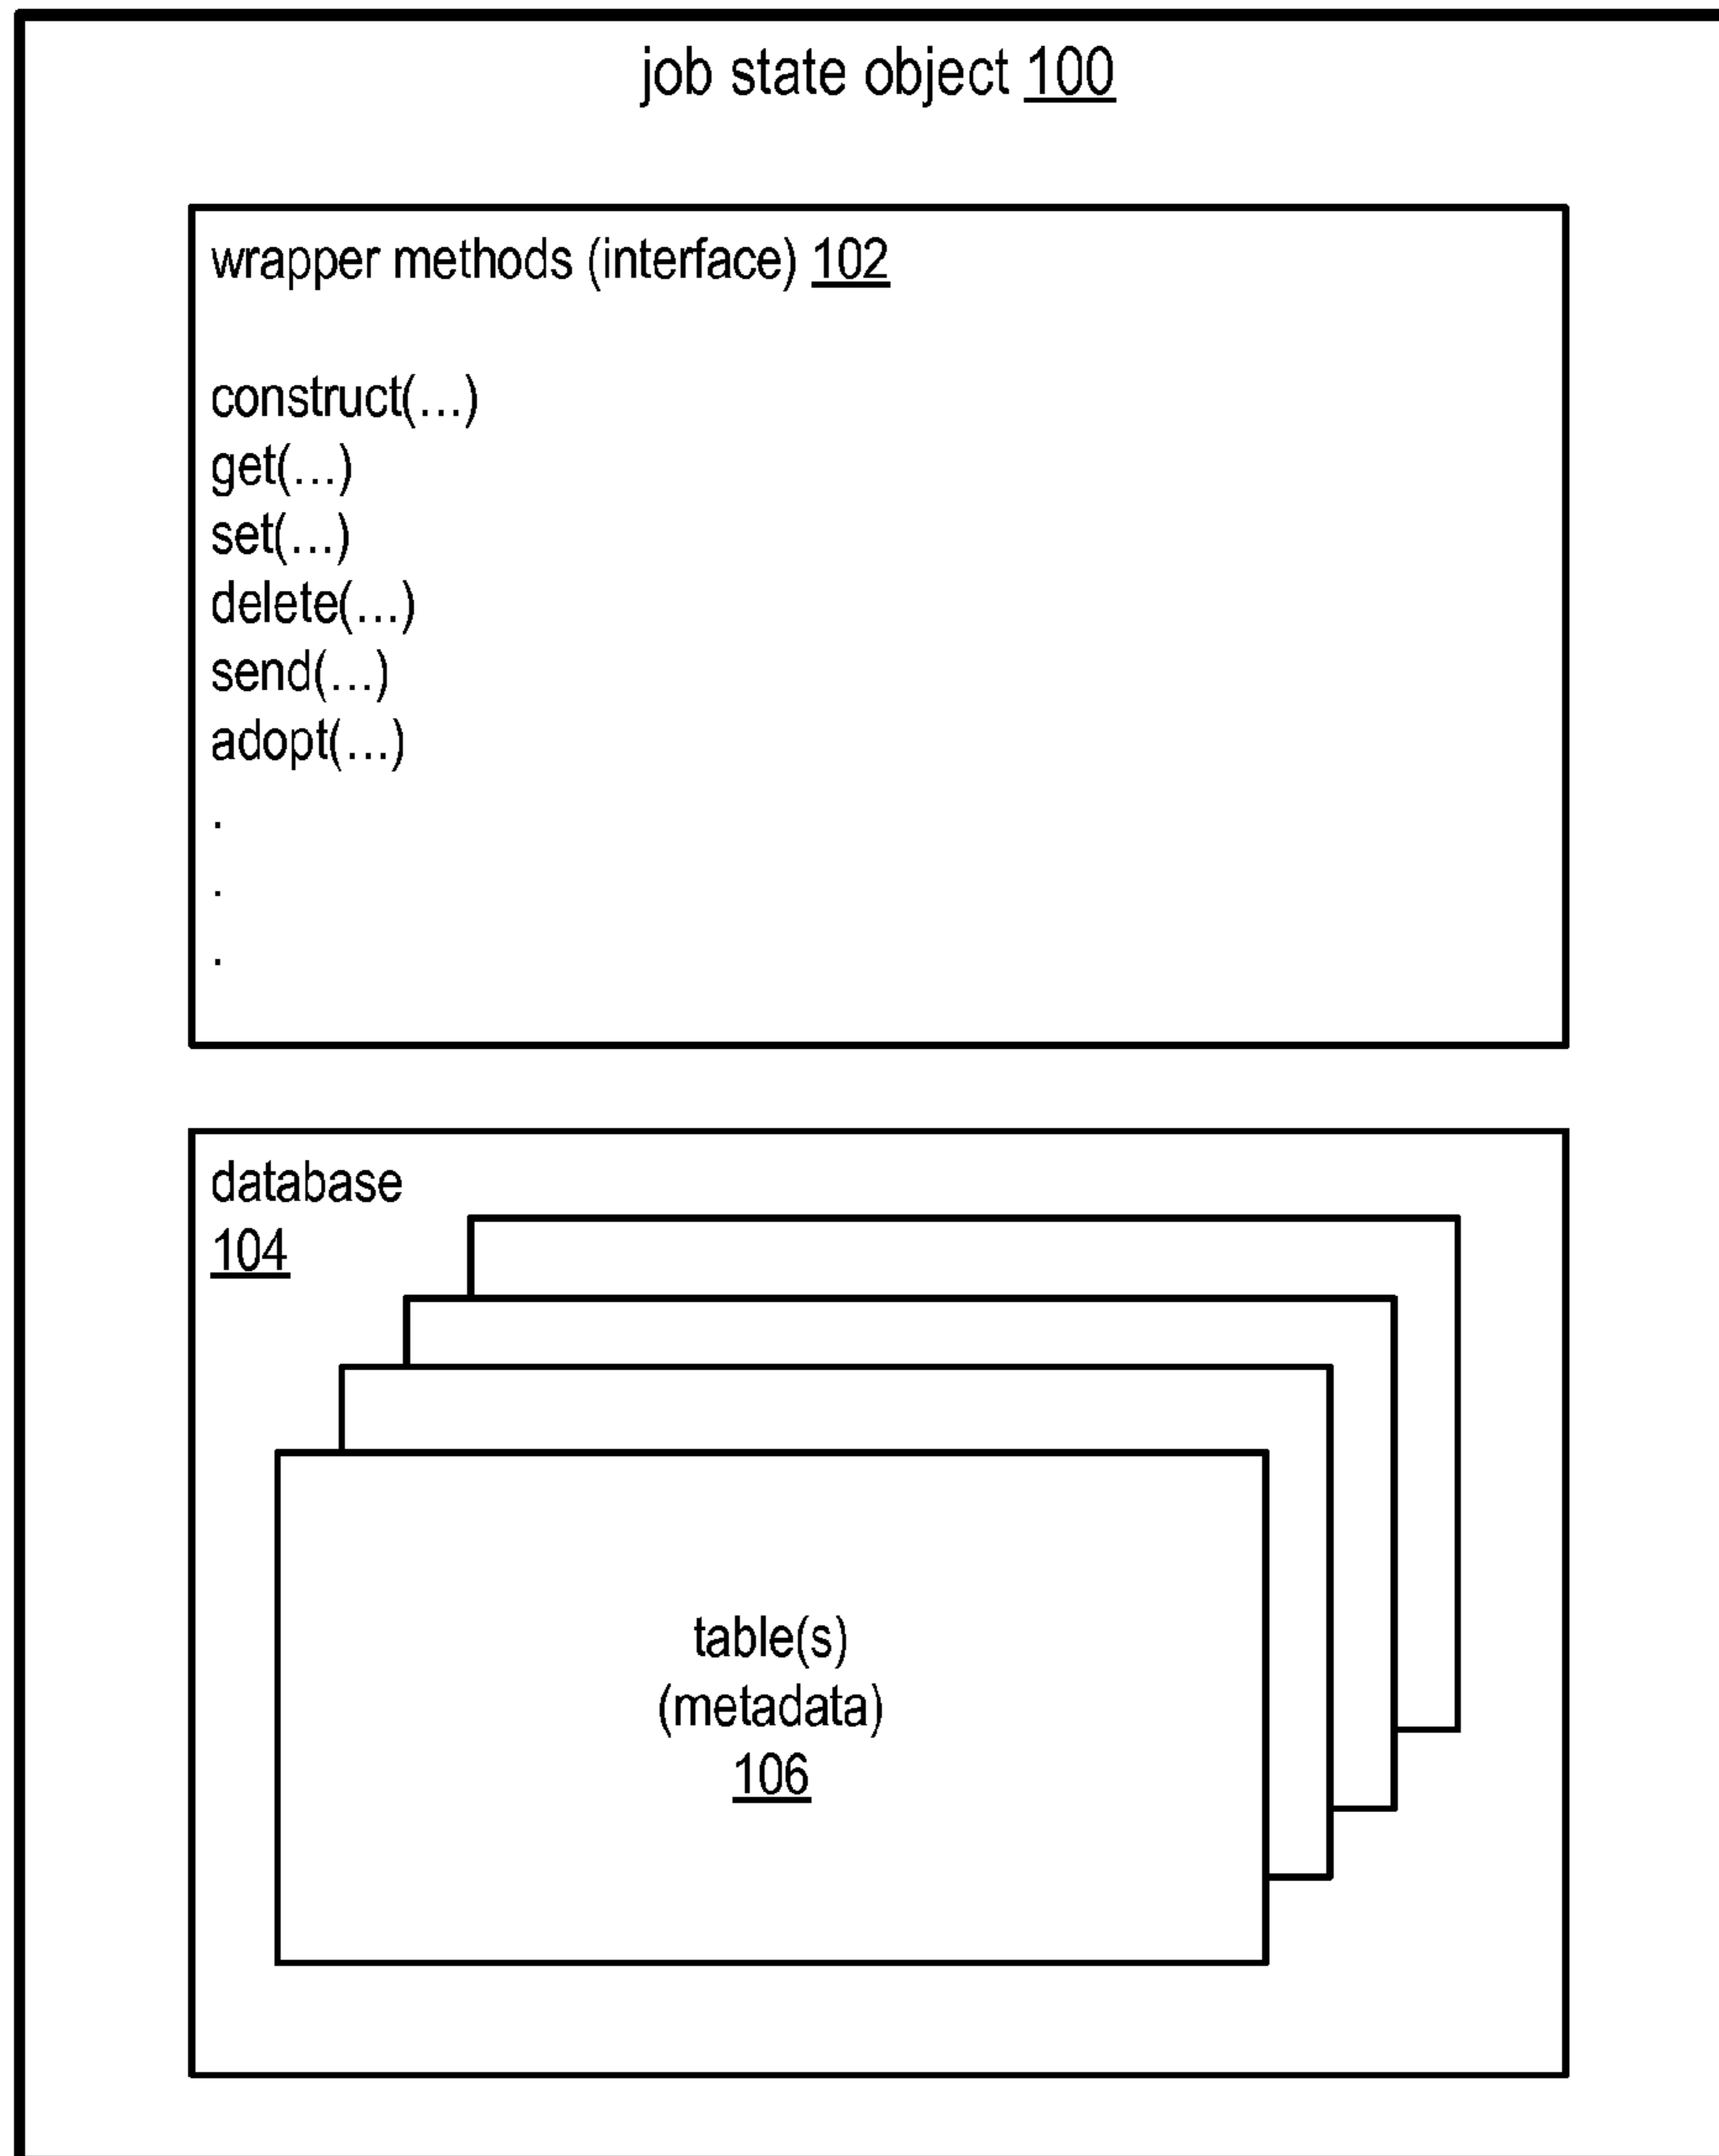 job state object 100
wrapper methods (interface) 102
construct(...)
get(...)
set(...)
delete(...)
send(...)
adopt(...)
.
.
.
database
104
table(s)
(metadata)
106